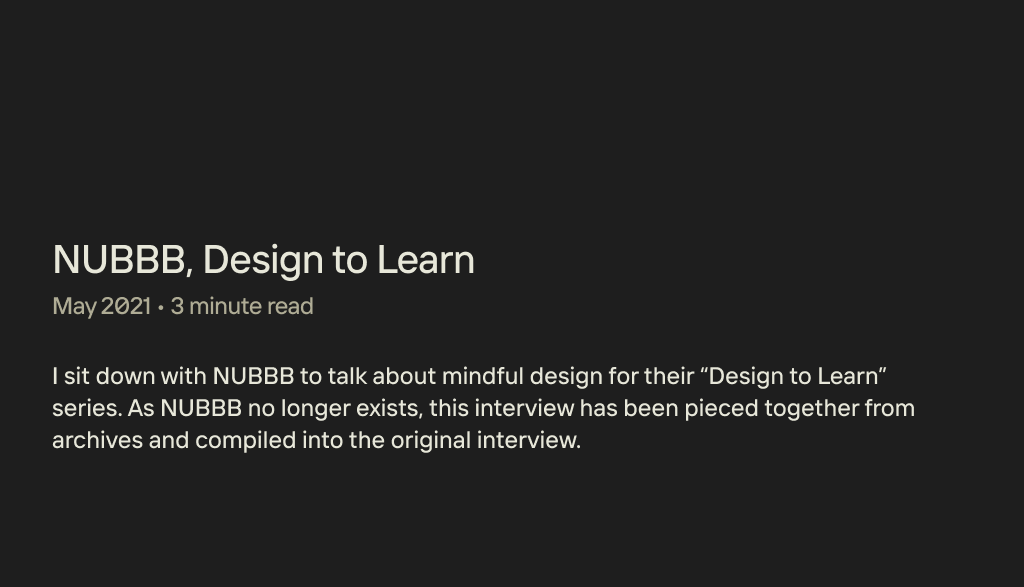 NUBBB, Design to Learn
May 2021 • 3 minute read
I sit down with NUBBB to talk about mindful design for their “Design to Learn”
series. As NUBBB no longer exists, this interview has been pieced together from
archives and compiled into the original interview.